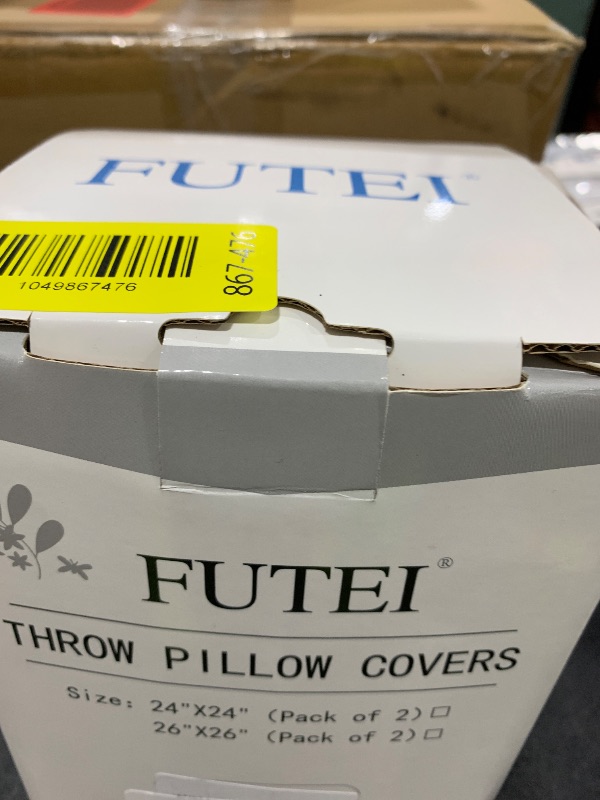 FUTEI
1049867476
867-476
FUTEI®
THROW PILLOW COVERS
Size: 24"X24" (Pack of 2)☐
26"X26" (Pack of 2)☐